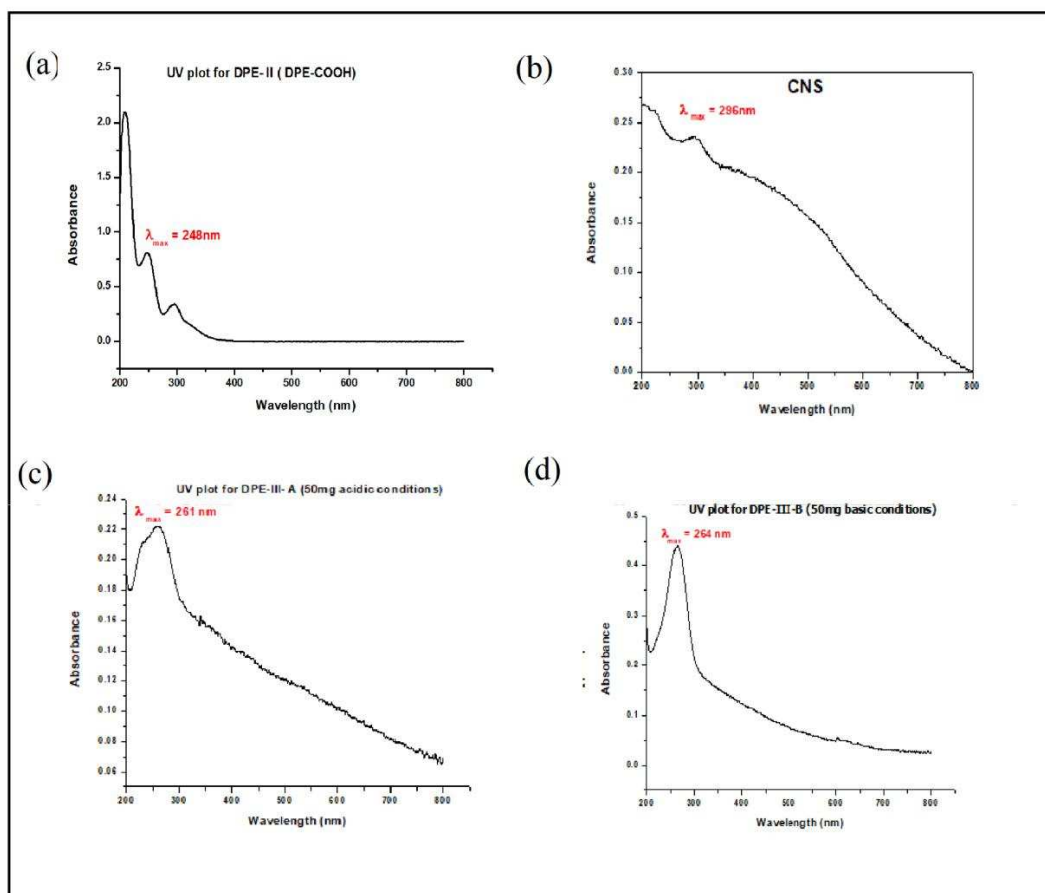 (a)
UV plot for DPE- II ( DPE-COOH)
2.5
2.0
1.5
1.0
0.5
0.0
Absorbance
λmax = 248nm
200 300 400 500 600 700 800
Wavelength (nm)
(b)
CNS
0.30
0.25
0.20
0.15
0.10
0.05
0.00
Absorbance
λmax = 296nm
200 300 400 500 600 700 800
Wavelength (nm)
(c)
UV plot for DPE-III- A (50mg acidic conditions)
0.24
0.22
0.20
0.18
0.16
0.14
0.12
0.10
0.08
0.06
Absorbance
λmax = 261 nm
200 300 400 500 600 700 800
Wavelength (nm)
(d)
UV plot for DPE-III-B (50mg basic conditions)
0.5
0.4
0.3
0.2
0.1
0.0
Absorbance
λmax = 264 nm
200 300 400 500 600 700 800
Wavelength (nm)